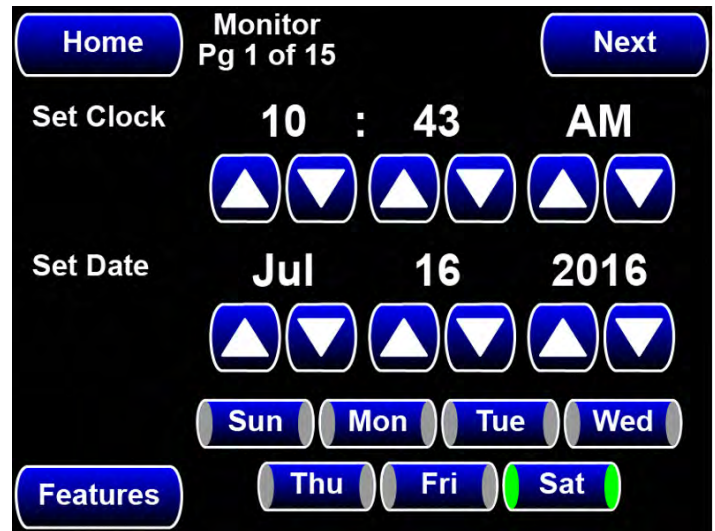 Home
Monitor
Pg 1 of 15
Next
Set Clock
10 : 43 AM
Set Date
Jul 16 2016
Sun Mon Tue Wed
Thu Fri Sat
Features